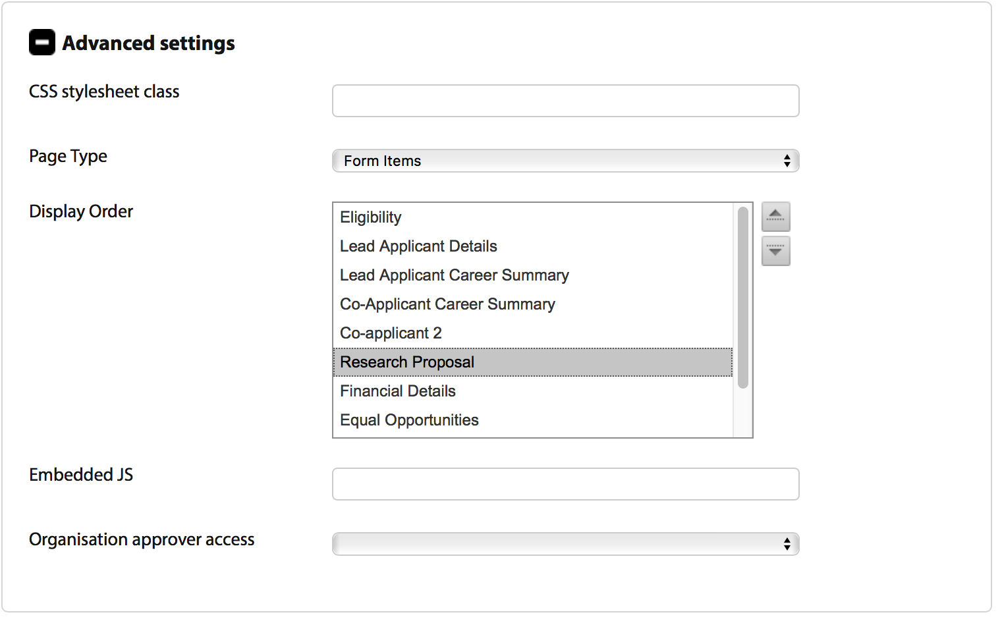 Advanced settings
CSS stylesheet class
Page Type
Form Items
Display Order
Eligibility
Lead Applicant Details
Lead Applicant Career Summary
Co-Applicant Career Summary
Co-applicant 2
Research Proposal
Financial Details
Equal Opportunities
Embedded JS
Organisation approver access